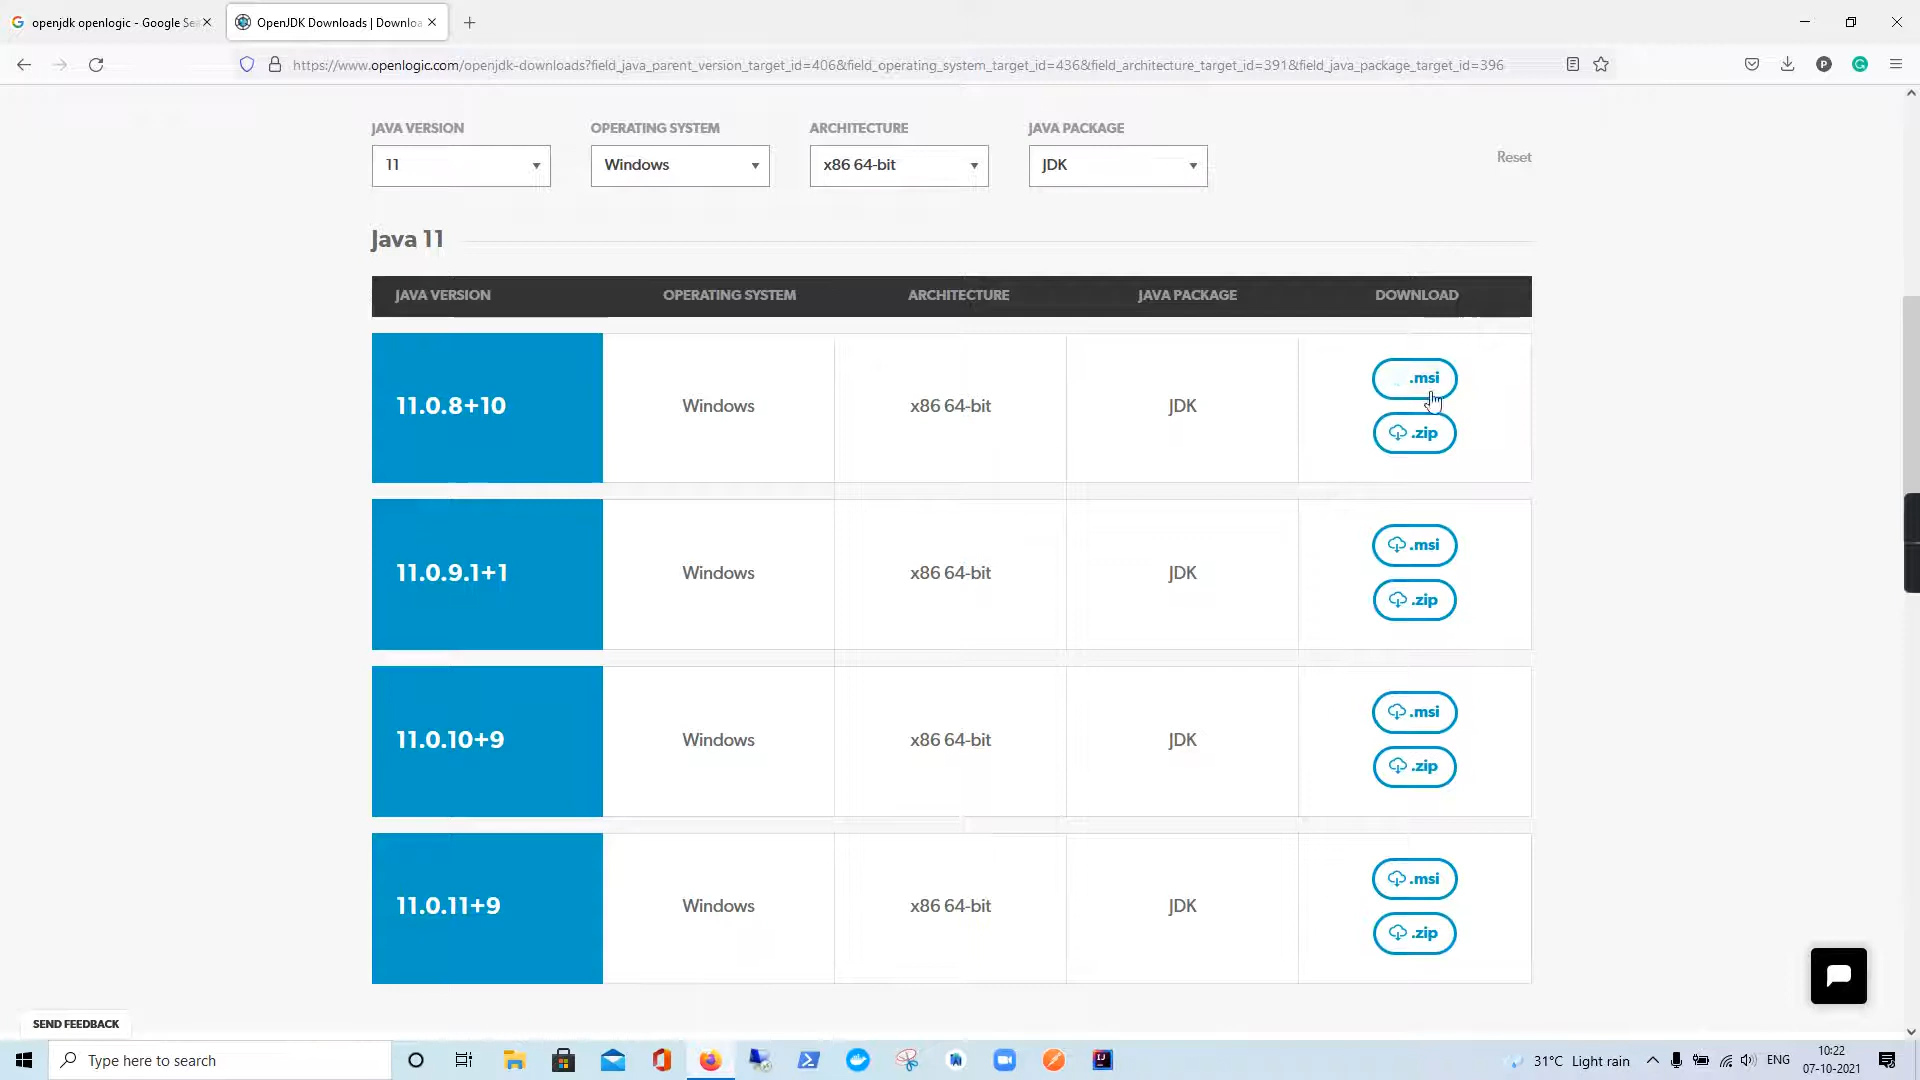 openjdk openlogic - Google Se
OpenJDK Downloads | Downloa
https://www.openlogic.com/openjdk-downloads?field_java_parent_version_target_id=406&field_operating_system_target_id=436&field_architecture_target_id=391&field_java_package_target_id=396
JAVA VERSION OPERATING SYSTEM ARCHITECTURE JAVA PACKAGE
11 Windows x86 64-bit JDK Reset
Java 11
JAVA VERSION OPERATING SYSTEM ARCHITECTURE JAVA PACKAGE DOWNLOAD
.msi
11.0.8+10 Windows x86 64-bit JDK
.zip
.msi
11.0.9.1+1 Windows x86 64-bit JDK
.zip
.msi
11.0.10+9 Windows x86 64-bit JDK
.zip
.msi
11.0.11+9 Windows x86 64-bit JDK
.zip
SEND FEEDBACK
Type here to search
31°C Light rain
ENG
10:22
07-10-2021